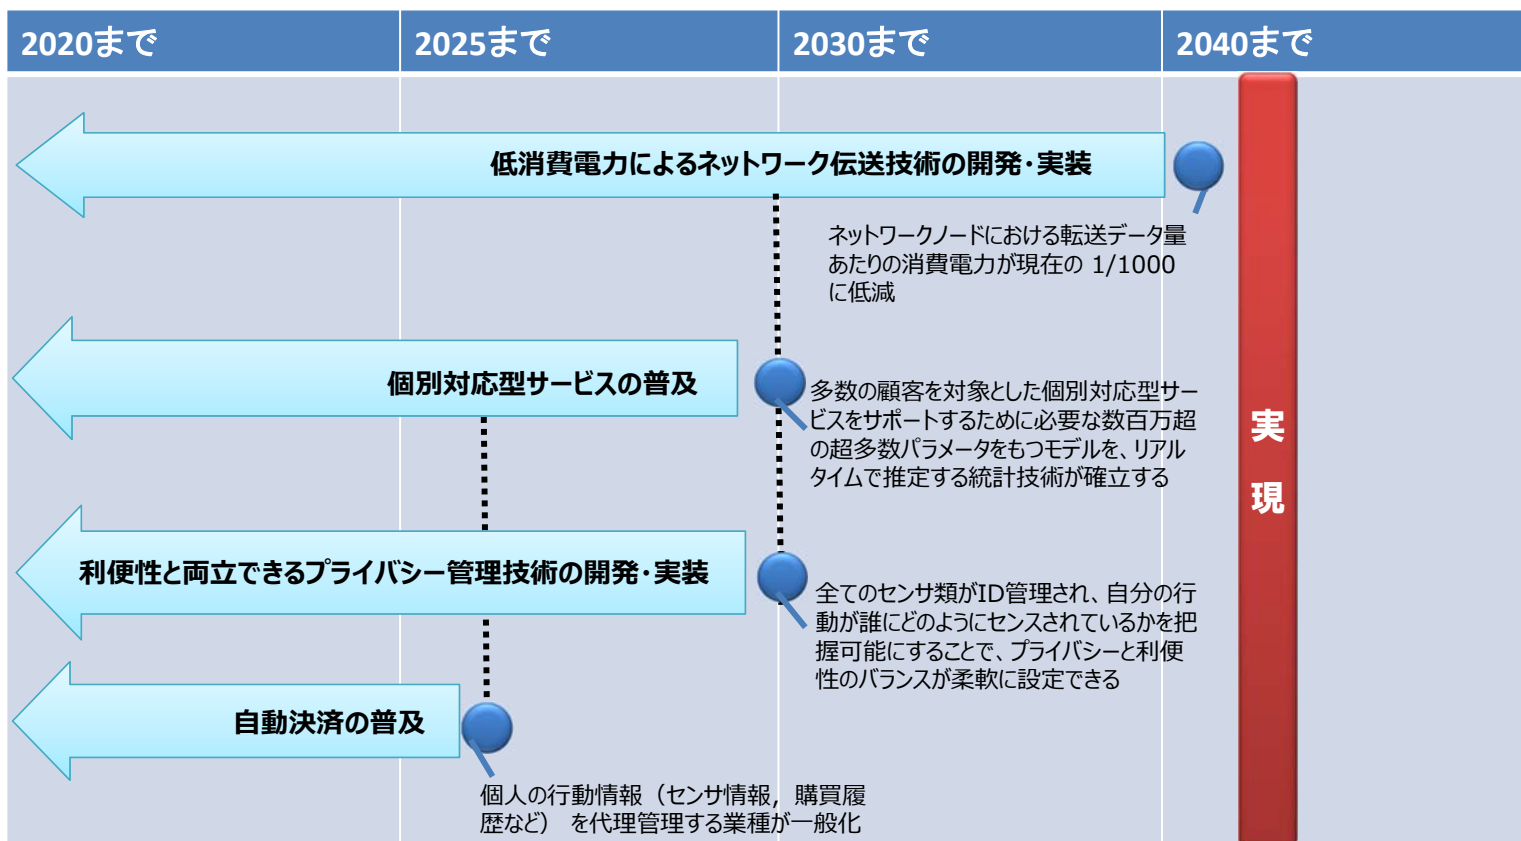 2020まで
2025まで
2030まで
2040まで
低消費電力によるネットワーク伝送技術の開発・実装
ネットワークノードにおける転送データ量
あたりの消費電力が現在の 1/1000
に低減
個別対応型サービスの普及
多数の顧客を対象とした個別対応型サー
ビスをサポートするために必要な数百万超
の超多数パラメータをもつモデルを、リアル
タイムで推定する統計技術が確立する
実
現
利便性と両立できるプライバシー管理技術の開発・実装
全てのセンサ類がID管理され、自分の行
動が誰にどのようにセンスされているかを把
握可能にすることで、プライバシーと利便
性のバランスが柔軟に設定できる
自動決済の普及
個人の行動情報（センサ情報，購買履
歴など） を代理管理する業種が一般化